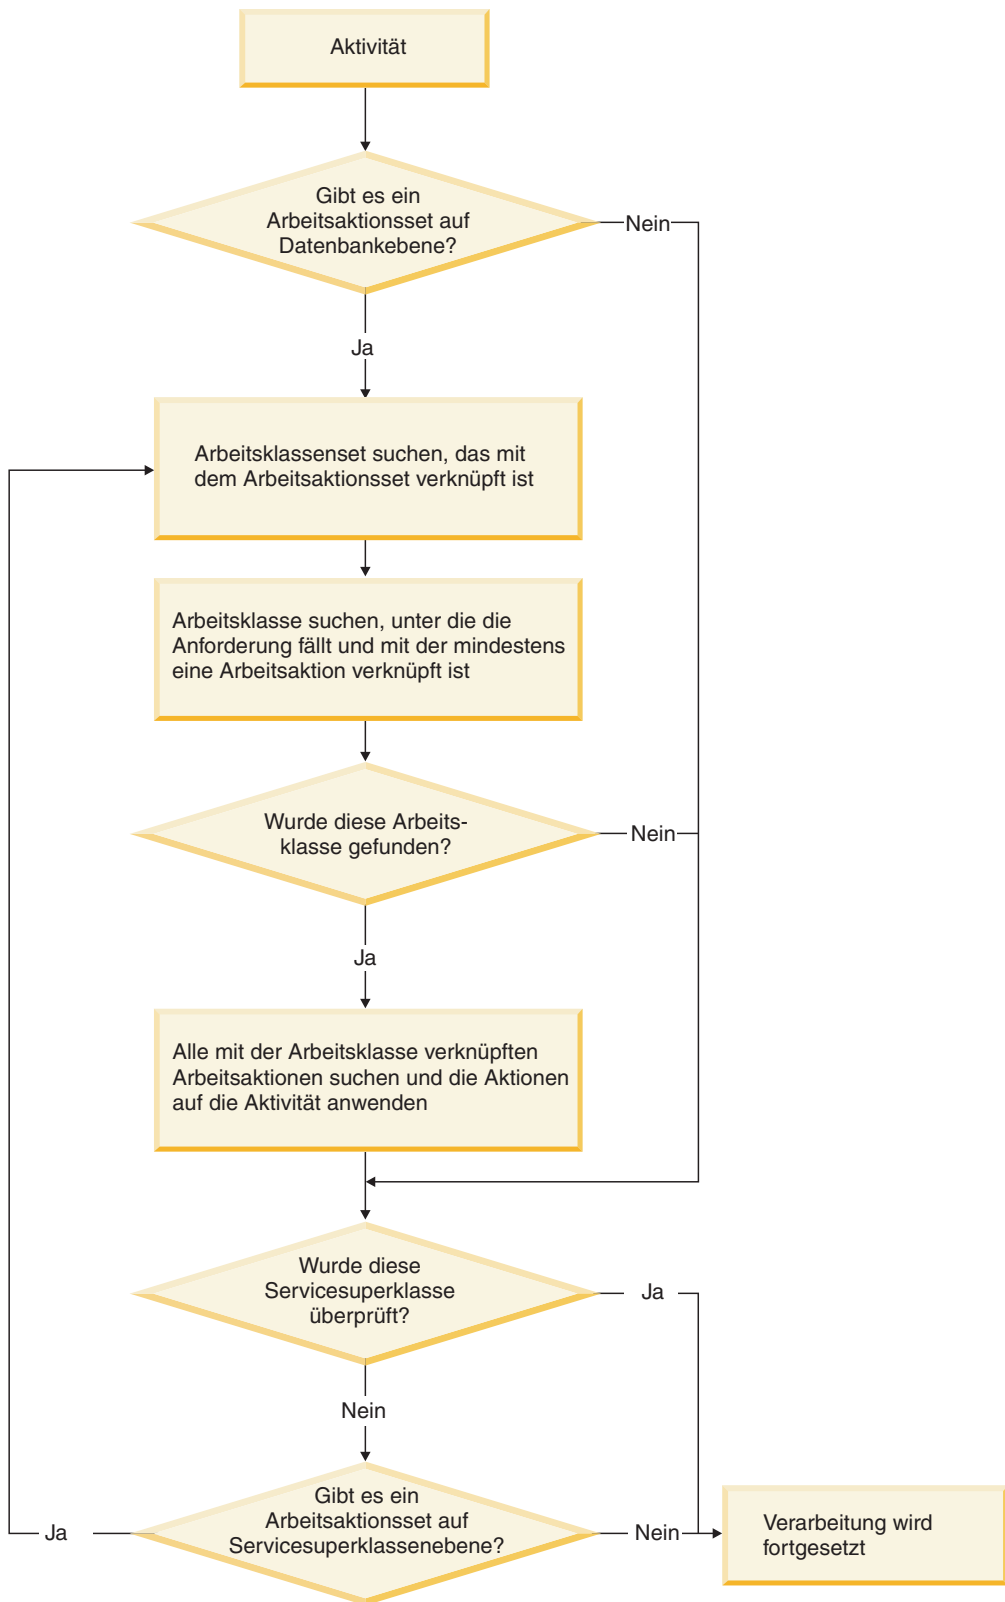 Aktivität
Gibt es ein
Arbeitsaktionsset auf
Datenbankebene?
Nein
Ja
Arbeitsklassenset suchen, das mit
dem Arbeitsaktionsset verknüpft ist
Arbeitsklasse suchen, unter die die
Anforderung fällt und mit der mindestens
eine Arbeitsaktion verknüpft ist
Wurde diese Arbeits-
klasse gefunden?
Nein
Ja
Alle mit der Arbeitsklasse verknüpften
Arbeitsaktionen suchen und die Aktionen
auf die Aktivität anwenden
Wurde diese
Servicesuperklasse
überprüft?
Ja
Nein
Gibt es ein
Arbeitsaktionsset auf
Servicesuperklassenebene?
Ja
Nein
Verarbeitung wird
fortgesetzt